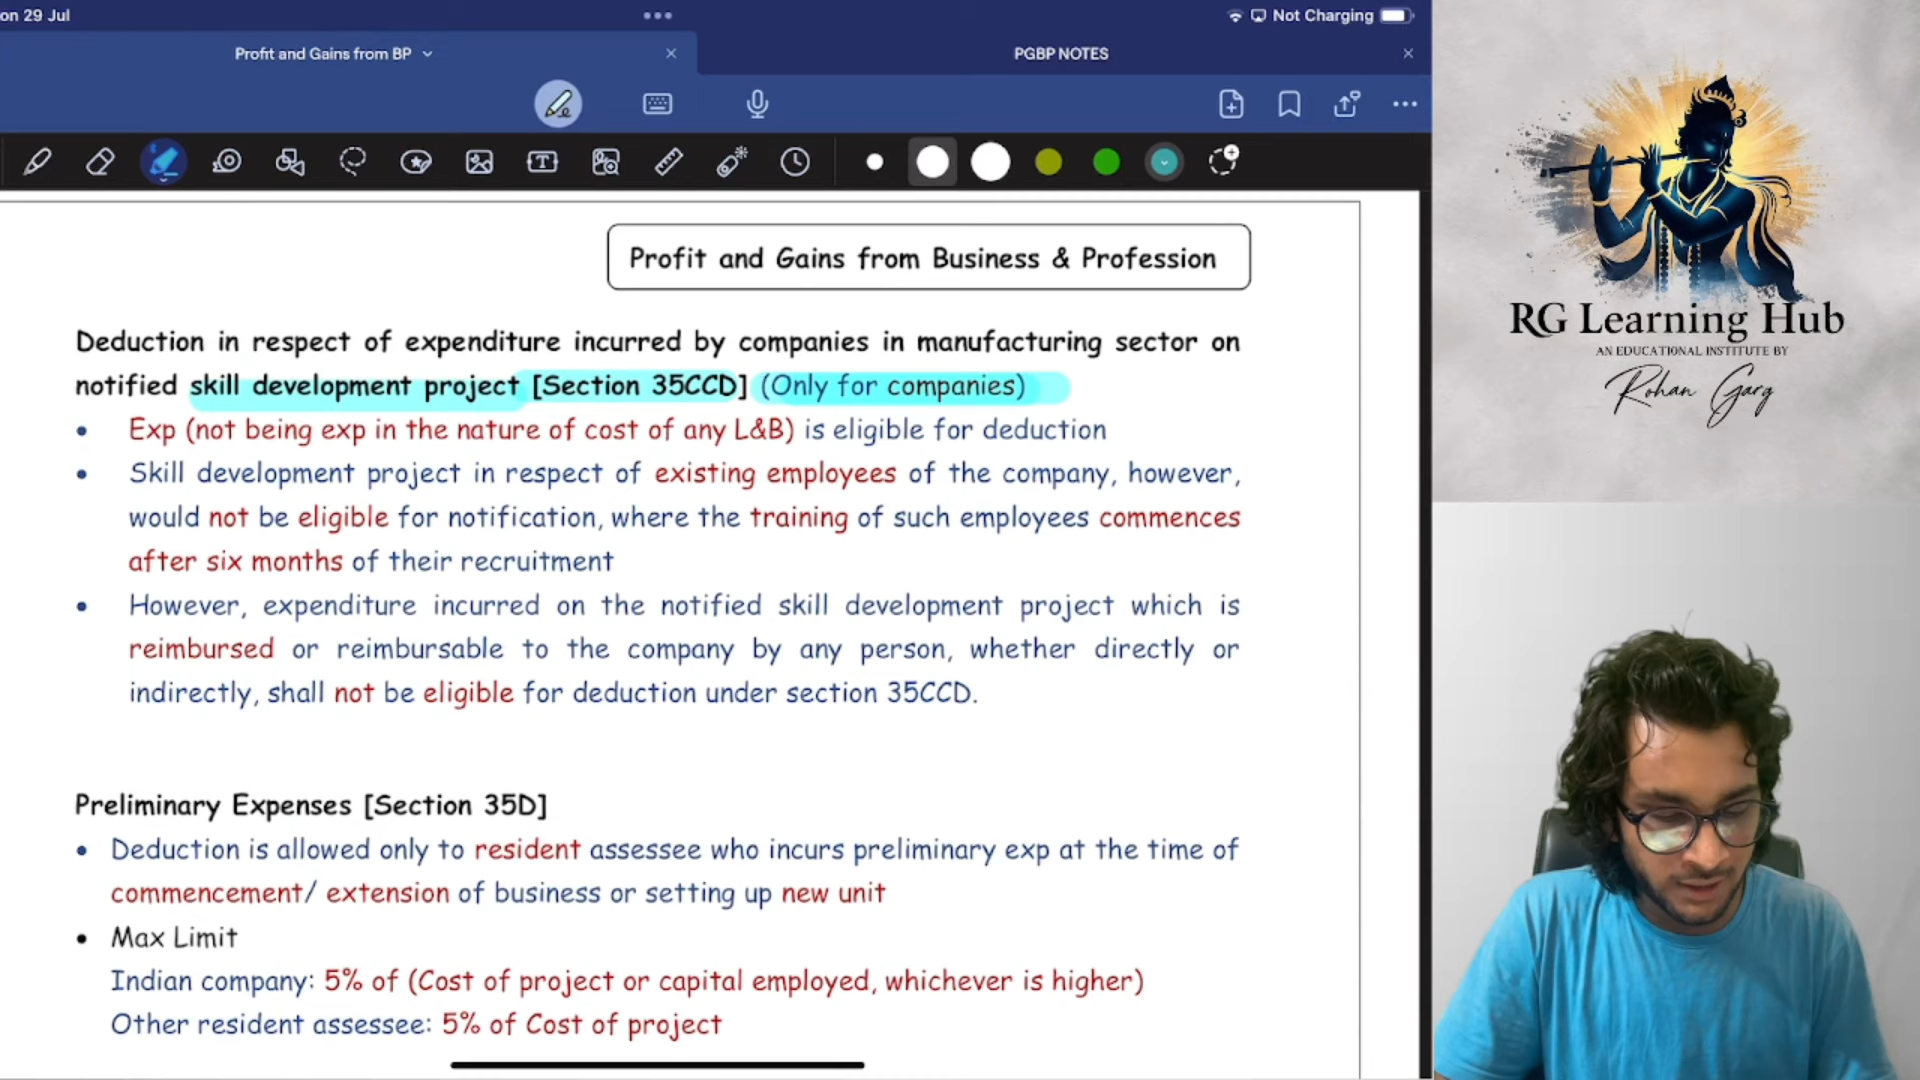 on 29 Jul
Not Charging
Profit and Gains from BP
PGBP NOTES
Profit and Gains from Business & Profession
Deduction in respect of expenditure incurred by companies in manufacturing sector on
notified skill development project [Section 35CCD] (Only for companies)
• Exp (not being exp in the nature of cost of any L&B) is eligible for deduction
• Skill development project in respect of existing employees of the company, however,
would not be eligible for notification, where the training of such employees commences
after six months of their recruitment
• However, expenditure incurred on the notified skill development project which is
reimbursed or reimbursable to the company by any person, whether directly or
indirectly, shall not be eligible for deduction under section 35CCD.
Preliminary Expenses [Section 35D]
• Deduction is allowed only to resident assessee who incurs preliminary exp at the time of
commencement/ extension of business or setting up new unit
• Max Limit
Indian company: 5% of (Cost of project or capital employed, whichever is higher)
Other resident assessee: 5% of Cost of project
RG Learning Hub
AN EDUCATIONAL INSTITUTE BY
Rohan Garg